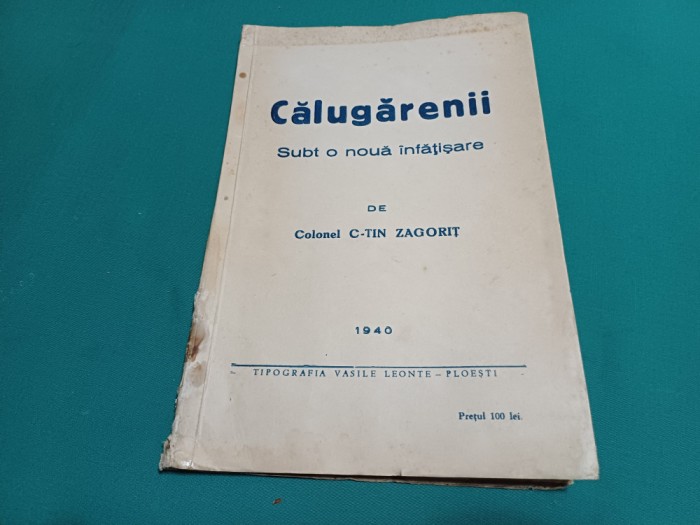 Călugărenii
Subt o nouă înfățișare
DE
Colonel C-TIN ZAGORIȚ
1940
TIPOGRAFIA VASILE LEONTE – PLOEȘTI
Prețul 100 lei.